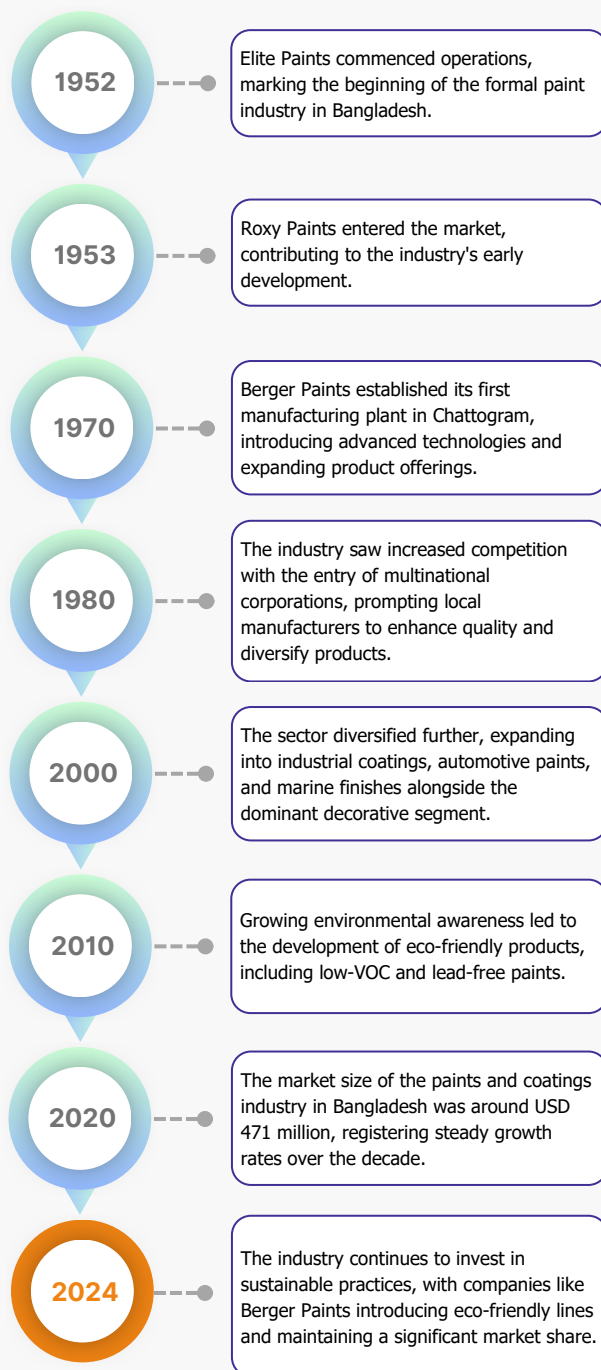 1952
Elite Paints commenced operations,
marking the beginning of the formal paint
industry in Bangladesh.
1953
Roxy Paints entered the market,
contributing to the industry's early
development.
1970
Berger Paints established its first
manufacturing plant in Chattogram,
introducing advanced technologies and
expanding product offerings.
1980
The industry saw increased competition
with the entry of multinational
corporations, prompting local
manufacturers to enhance quality and
diversify products.
2000
The sector diversified further, expanding
into industrial coatings, automotive paints,
and marine finishes alongside the
dominant decorative segment.
2010
Growing environmental awareness led to
the development of eco-friendly products,
including low-VOC and lead-free paints.
2020
The market size of the paints and coatings
industry in Bangladesh was around USD
471 million, registering steady growth
rates over the decade.
2024
The industry continues to invest in
sustainable practices, with companies like
Berger Paints introducing eco-friendly lines
and maintaining a significant market share.